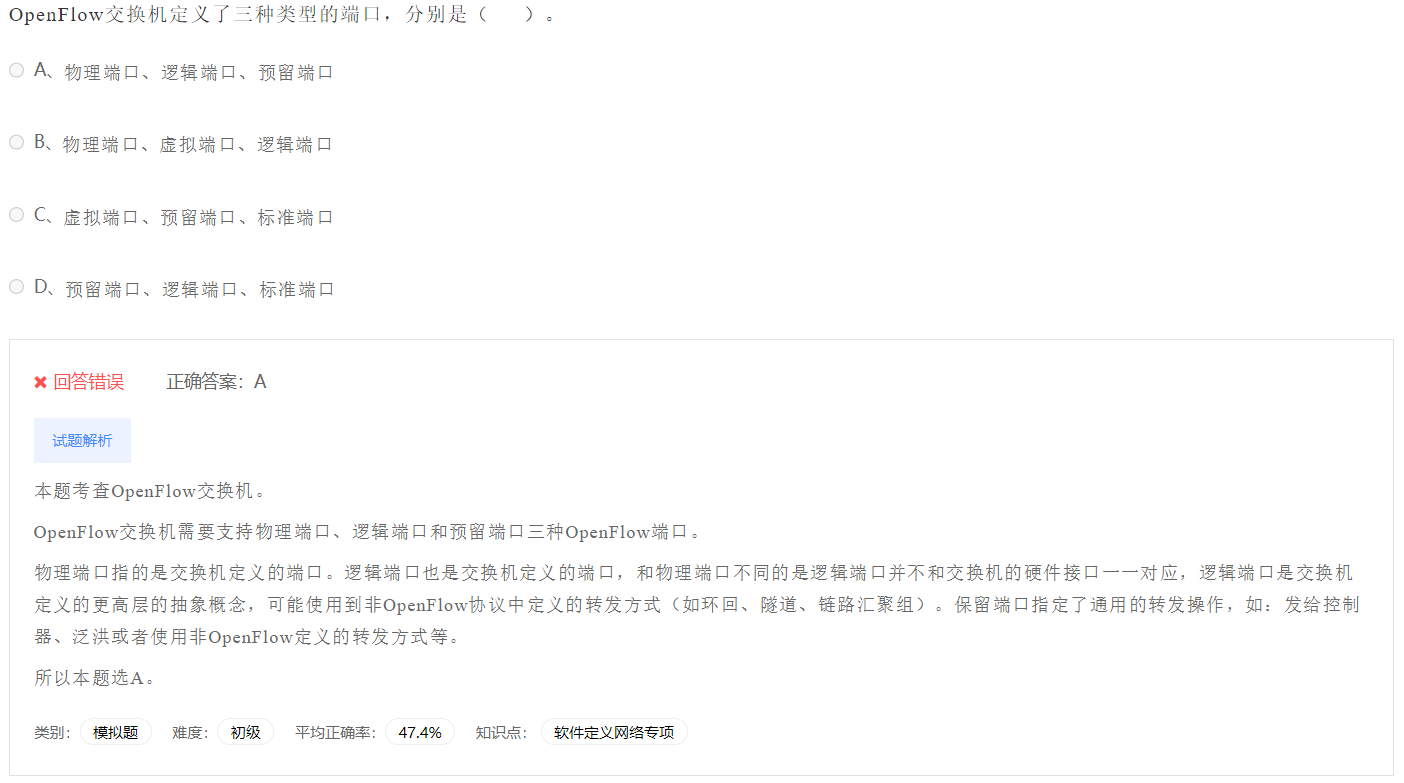 OpenFlow交换机定义了三种类型的端口，分别是（　　）。
A、物理端口、逻辑端口、预留端口
B、物理端口、虚拟端口、逻辑端口
C、虚拟端口、预留端口、标准端口
D、预留端口、逻辑端口、标准端口
回答错误 正确答案：A
试题解析
本题考查OpenFlow交换机。
OpenFlow交换机需要支持物理端口、逻辑端口和预留端口三种OpenFlow端口。
物理端口指的是交换机定义的端口。逻辑端口也是交换机定义的端口，和物理端口不同的是逻辑端口并不和交换机的硬件接口一一对应，逻辑端口是交换机
定义的更高层的抽象概念，可能使用到非OpenFlow协议中定义的转发方式（如环回、隧道、链路汇聚组）。保留端口指定了通用的转发操作，如：发给控制
器、泛洪或者使用非OpenFlow定义的转发方式等。
所以本题选A。
类别： 模拟题 难度： 初级 平均正确率： 47.4% 知识点： 软件定义网络专项